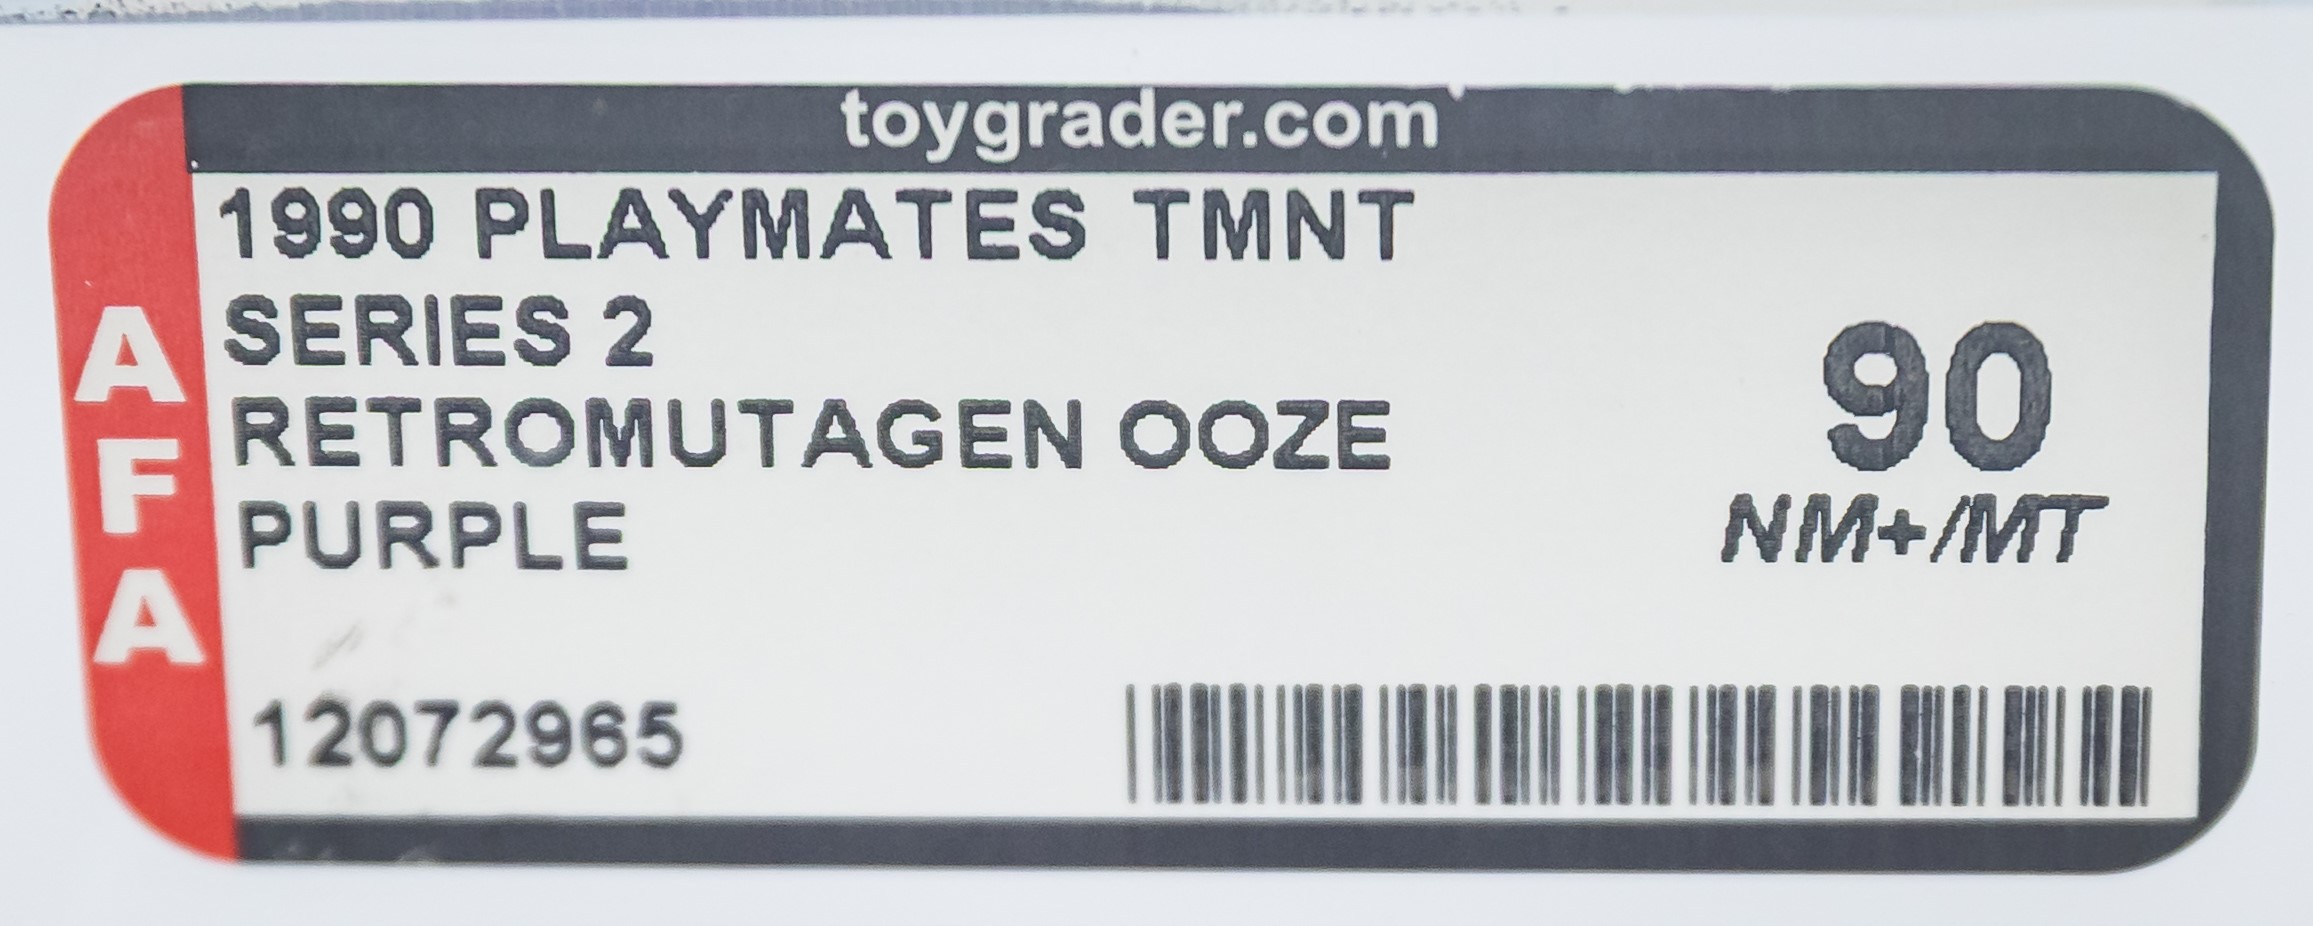 toygrader.com
AFA
1990 PLAYMATES TMNT
SERIES 2
RETROMUTAGEN OOZE
PURPLE
90
NM+/MT
12072965